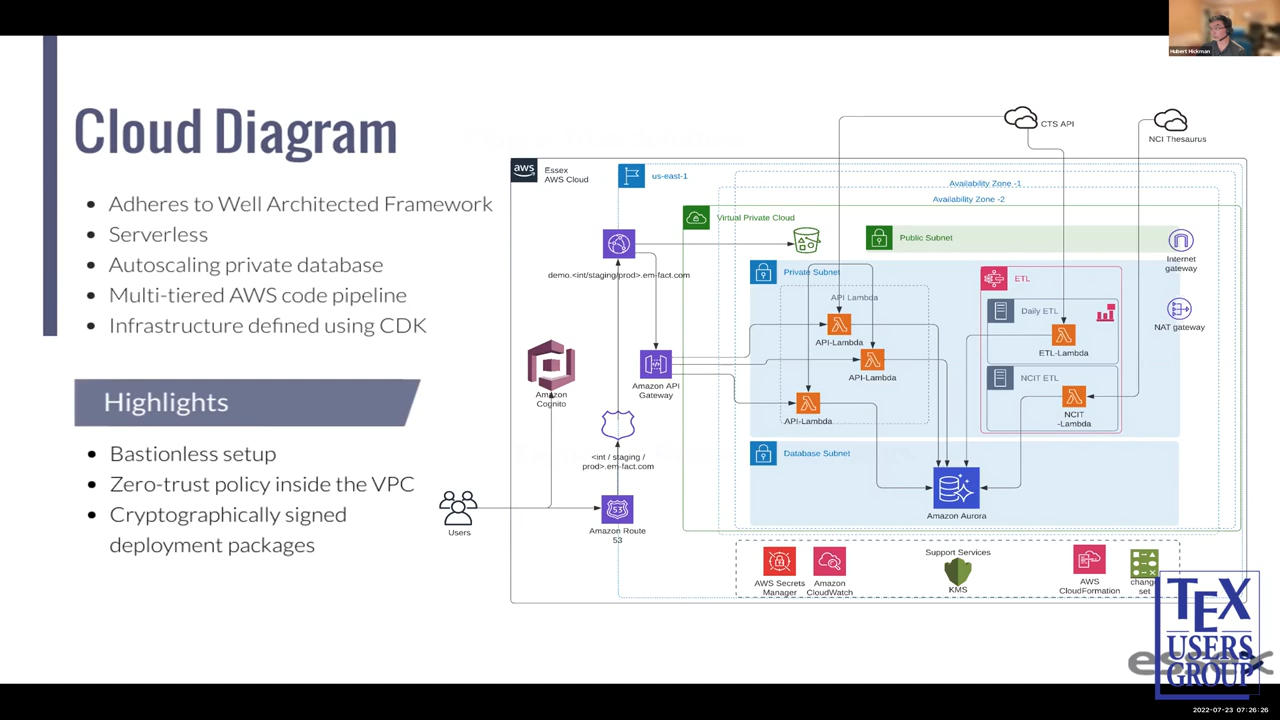 Hubert Hickman
Cloud Diagram
• Adheres to Well Architected Framework
• Serverless
• Autoscaling private database
• Multi-tiered AWS code pipeline
• Infrastructure defined using CDK
Highlights
• Bastionless setup
• Zero-trust policy inside the VPC
• Cryptographically signed
deployment packages
CTS API
NCI Thesaurus
aws
Essex
AWS Cloud
us-east-1
Availability Zone -1
Availability Zone -2
Virtual Private Cloud
Public Subnet
Internet
gateway
demo.<int/staging/prod>.em-fact.com
Private Subnet
ETL
API Lambda
Daily ETL
NAT gateway
API-Lambda
ETL-Lambda
API-Lambda
Amazon API
Gateway
NCIT ETL
Amazon
Cognito
API-Lambda
NCIT
-Lambda
<int / staging /
prod>.em-fact.com
Database Subnet
Users
53
Amazon Route
53
Amazon Aurora
Support Services
AWS Secrets
Manager
Amazon
CloudWatch
KMS
AWS
CloudFormation
change
set
TEX
USERS
GROUP
essex
2022-07-23 07:26:26